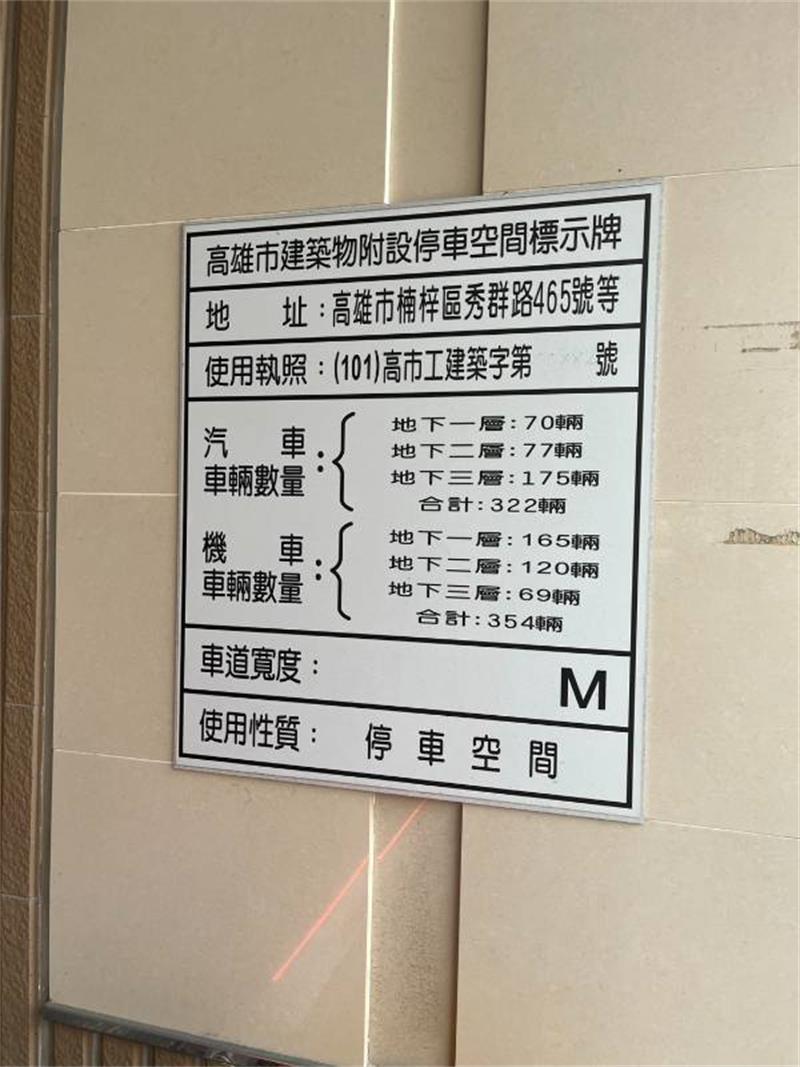 高雄市建築物附設停車空間標示牌
地 址：高雄市楠梓區秀群路465號等
使用執照：(101)高市工建築字第 號
汽 車
車輛數量：
地下一層：70輛
地下二層：77輛
地下三層：175輛
合計：322輛
機 車
車輛數量：
地下一層：165輛
地下二層：120輛
地下三層：69輛
合計：354輛
車道寬度： M
使用性質： 停車空間